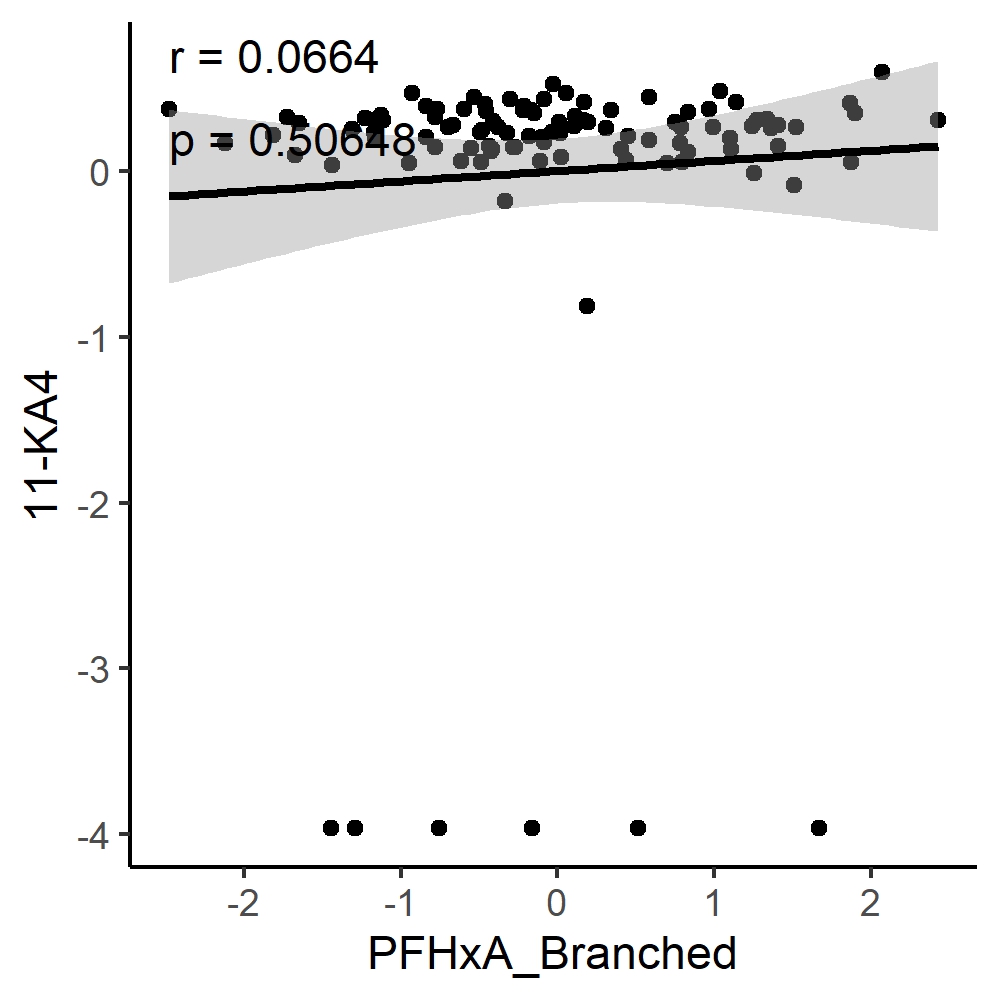 r = 0.0664
p = 0.50648
0
-1
-2
-3
-4
11-KA4
-2
-1
0
1
2
PFHxA_Branched